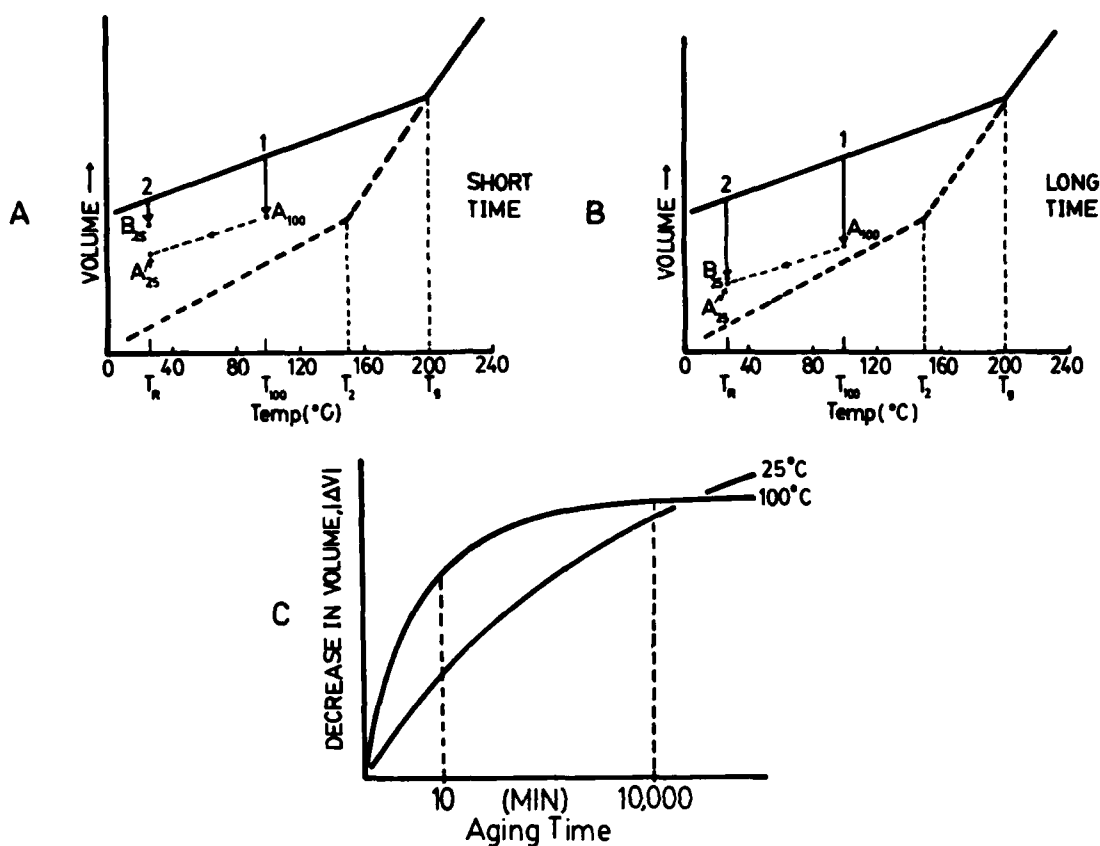 A
VOLUME →
1
2
B25
A25
A100
SHORT
TIME
0 40 80 120 160 200 240
TR T100 T2 Tg
Temp(°C)
B
VOLUME →
1
2
B25
A25
A100
LONG
TIME
0 40 80 120 160 200 240
TR T100 T2 Tg
Temp(°C)
C
DECREASE IN VOLUME, |ΔV|
25°C
100°C
10 (MIN) 10,000
Aging Time